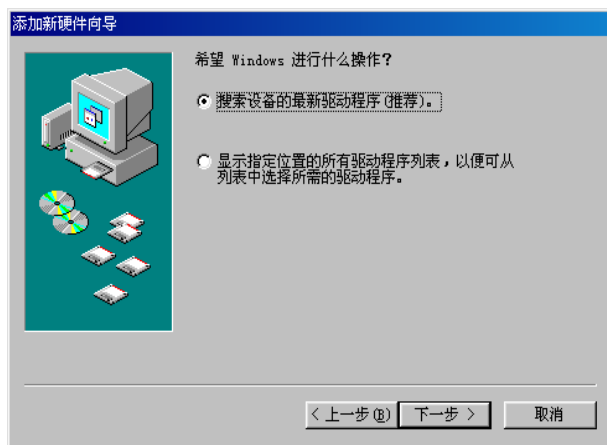 添加新硬件向导
希望 Windows 进行什么操作？
搜索设备的最新驱动程序(推荐)。
显示指定位置的所有驱动程序列表，以便可从
列表中选择所需的驱动程序。
< 上一步(B) 下一步 > 取消